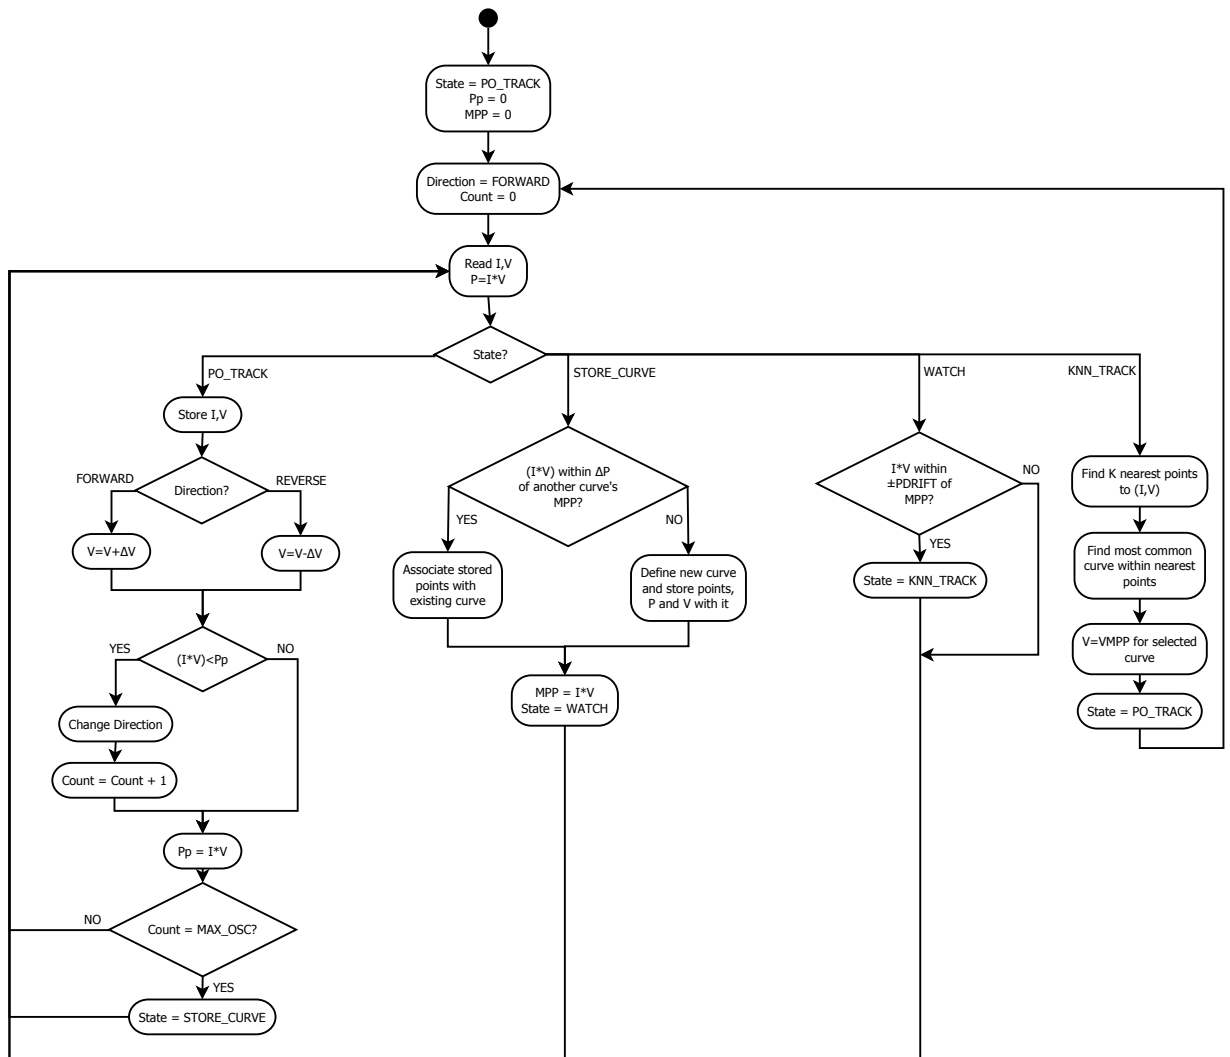 State = PO_TRACK
Pp = 0
MPP = 0
Direction = FORWARD
Count = 0
Read I,V
P=I*V
State?
PO_TRACK
STORE_CURVE
WATCH
KNN_TRACK
Store I,V
Direction?
FORWARD
REVERSE
V=V+ΔV
V=V-ΔV
(I*V)<Pp
YES
NO
Change Direction
Count = Count + 1
Pp = I*V
Count = MAX_OSC?
NO
YES
State = STORE_CURVE
(I*V) within ΔP
of another curve's
MPP?
YES
NO
Associate stored
points with
existing curve
Define new curve
and store points,
P and V with it
MPP = I*V
State = WATCH
I*V within
±PDRIFT of
MPP?
NO
YES
State = KNN_TRACK
Find K nearest points
to (I,V)
Find most common
curve within nearest
points
V=VMPP for selected
curve
State = PO_TRACK